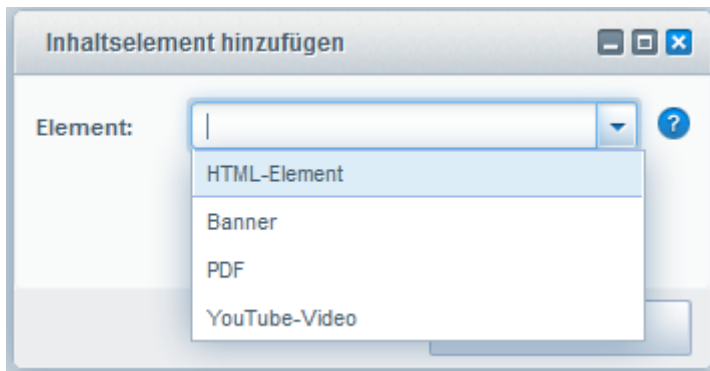 Inhaltselement hinzufügen
Element:
?
HTML-Element
Banner
PDF
YouTube-Video